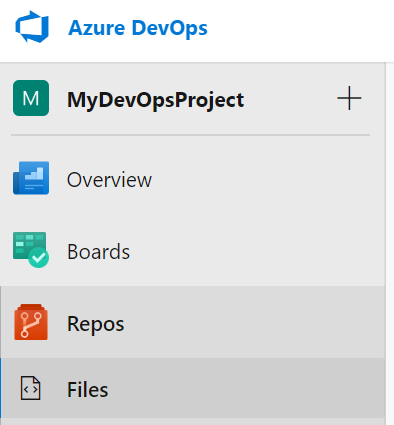 Azure DevOps
M MyDevOpsProject
Overview
Boards
Repos
Files